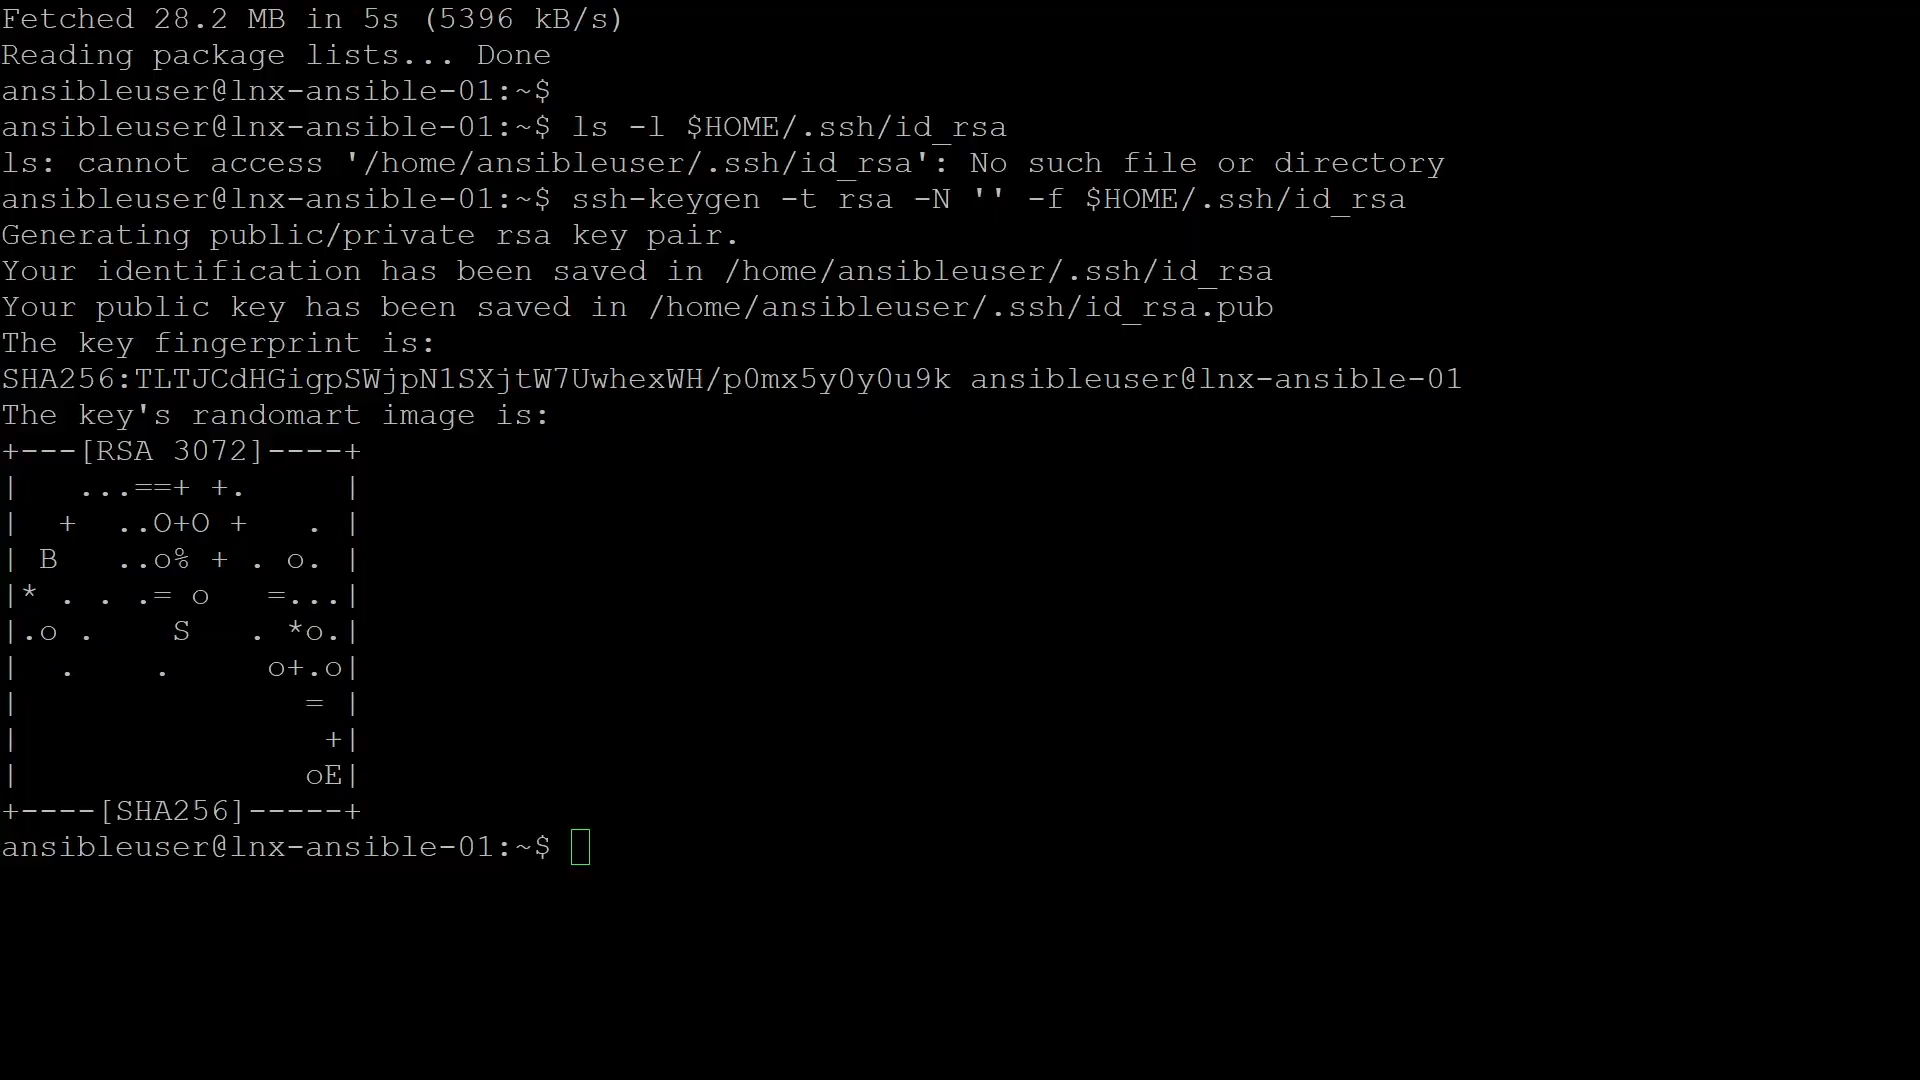 Fetched 28.2 MB in 5s (5396 kB/s)
Reading package lists... Done
ansibleuser@lnx-ansible-01:~$
ansibleuser@lnx-ansible-01:~$ ls -l $HOME/.ssh/id_rsa
ls: cannot access '/home/ansibleuser/.ssh/id_rsa': No such file or directory
ansibleuser@lnx-ansible-01:~$ ssh-keygen -t rsa -N '' -f $HOME/.ssh/id_rsa
Generating public/private rsa key pair.
Your identification has been saved in /home/ansibleuser/.ssh/id_rsa
Your public key has been saved in /home/ansibleuser/.ssh/id_rsa.pub
The key fingerprint is:
SHA256:TLTJCdHGigpSWjpN1SXjtW7UwhexWH/p0mx5y0y0u9k ansibleuser@lnx-ansible-01
The key's randomart image is:
+---[RSA 3072]----+
|   ...==+ +.     |
|  +  ..O+O +   . |
| B   ..o% + . o. |
|* . . .= o   =...|
|.o .    S   . *o.|
|  .    .     o+.o|
|               = |
|                +|
|               oE|
+----[SHA256]-----+
ansibleuser@lnx-ansible-01:~$